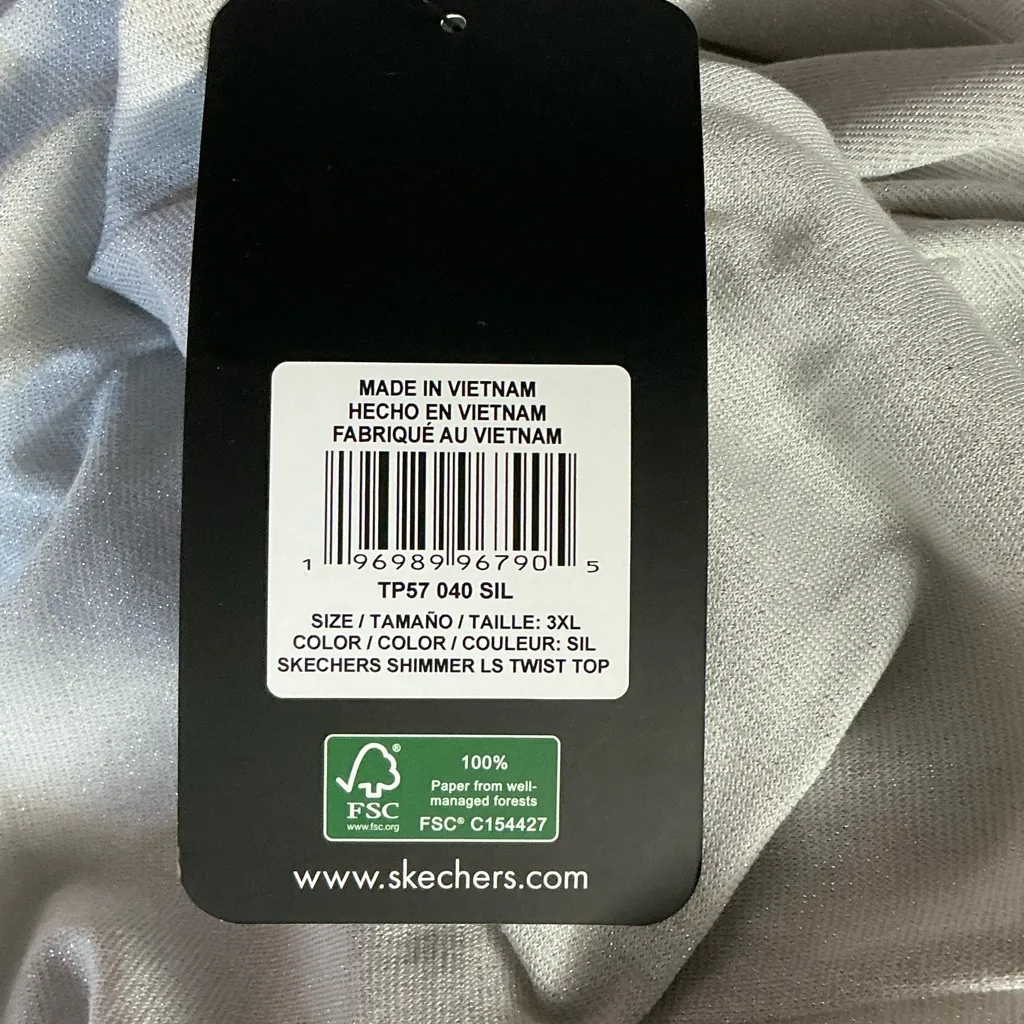 MADE IN VIETNAM
HECHO EN VIETNAM
FABRIQUÉ AU VIETNAM
1 96989 96790 5
TP57 040 SIL
SIZE / TAMAÑO / TAILLE: 3XL
COLOR / COLOR / COULEUR: SIL
SKECHERS SHIMMER LS TWIST TOP
®
FSC
www.fsc.org
100%
Paper from well-
managed forests
FSC® C154427
www.skechers.com